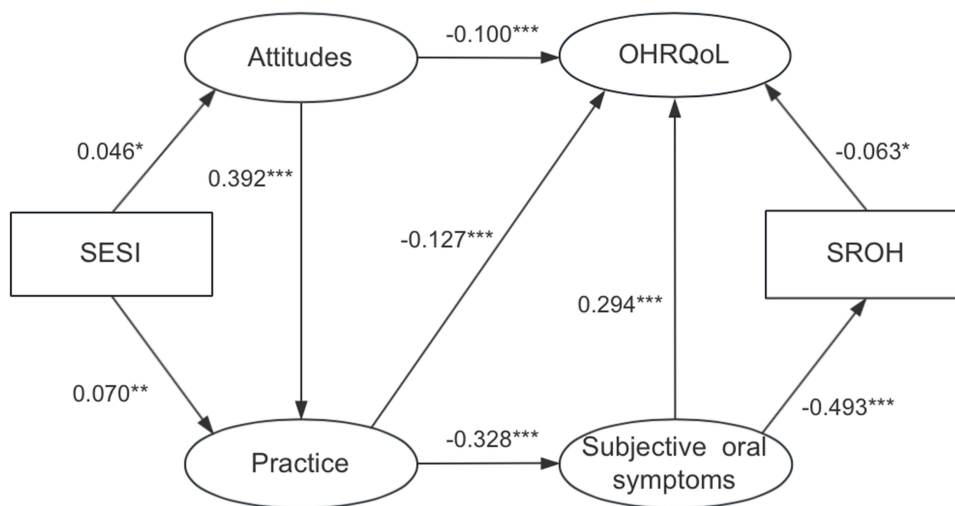 Attitudes
-0.100***
OHRQoL
0.046*
0.392***
-0.063*
SESI
-0.127***
SROH
0.294***
0.070**
-0.493***
Practice
-0.328***
Subjective oral
symptoms